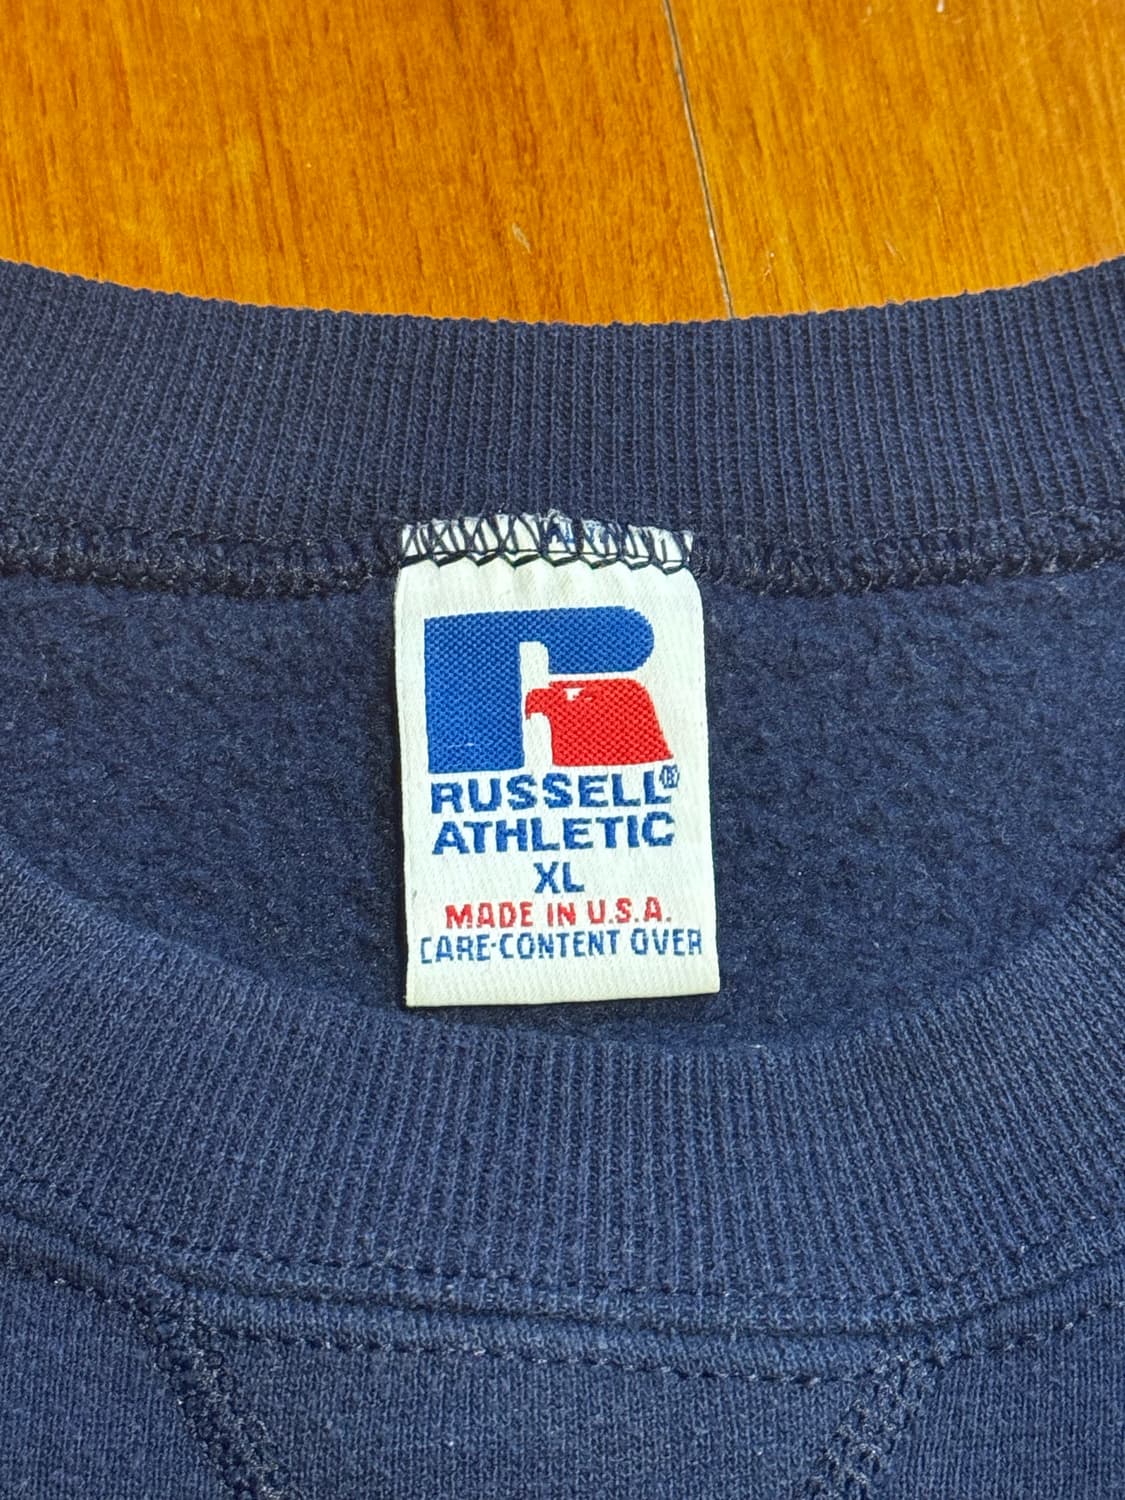 RUSSELL®
ATHLETIC
XL
MADE IN U.S.A.
CARE-CONTENT OVER